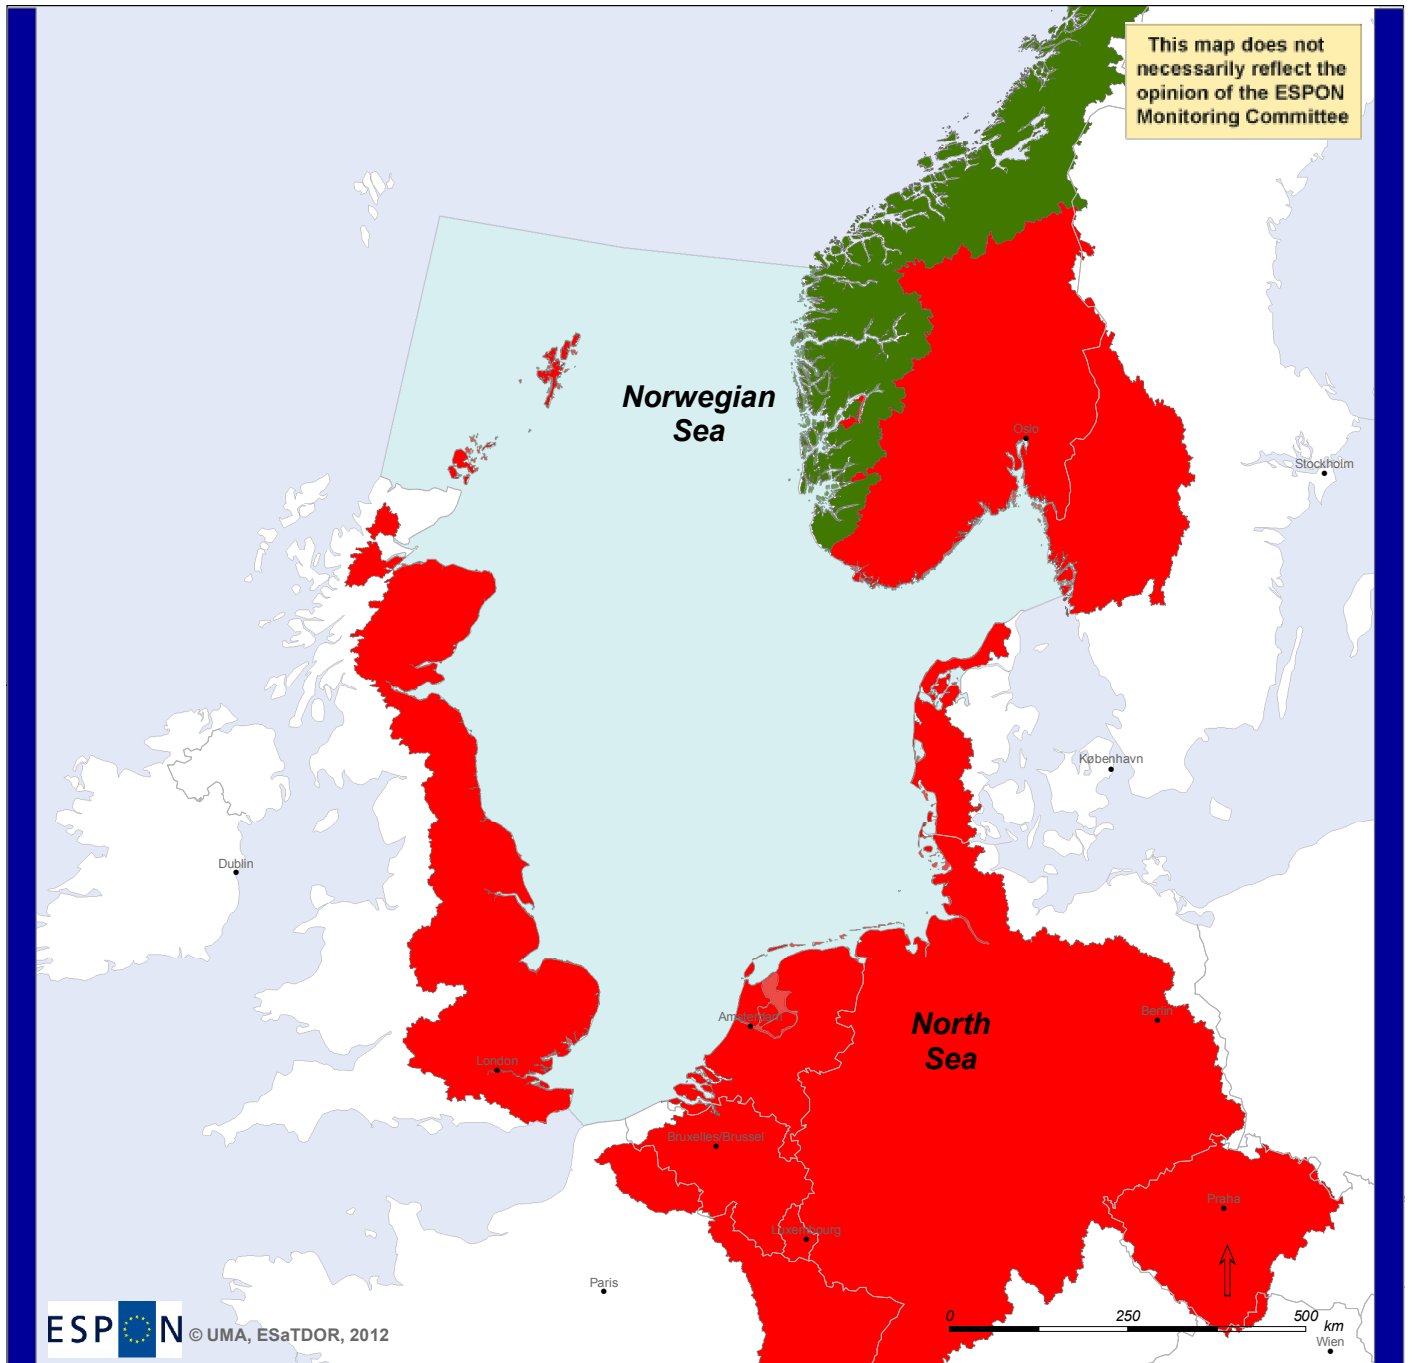 This map does not
necessarily reflect the
opinion of the ESPON
Monitoring Committee
Norwegian
Sea
Oslo
Stockholm
København
Dublin
Amsterdam
North
Sea
Berlin
London
Bruxelles/Brussel
Praha
Luxembourg
Paris
0 250 500
km
ESPON © UMA, ESaTDOR, 2012
Wien